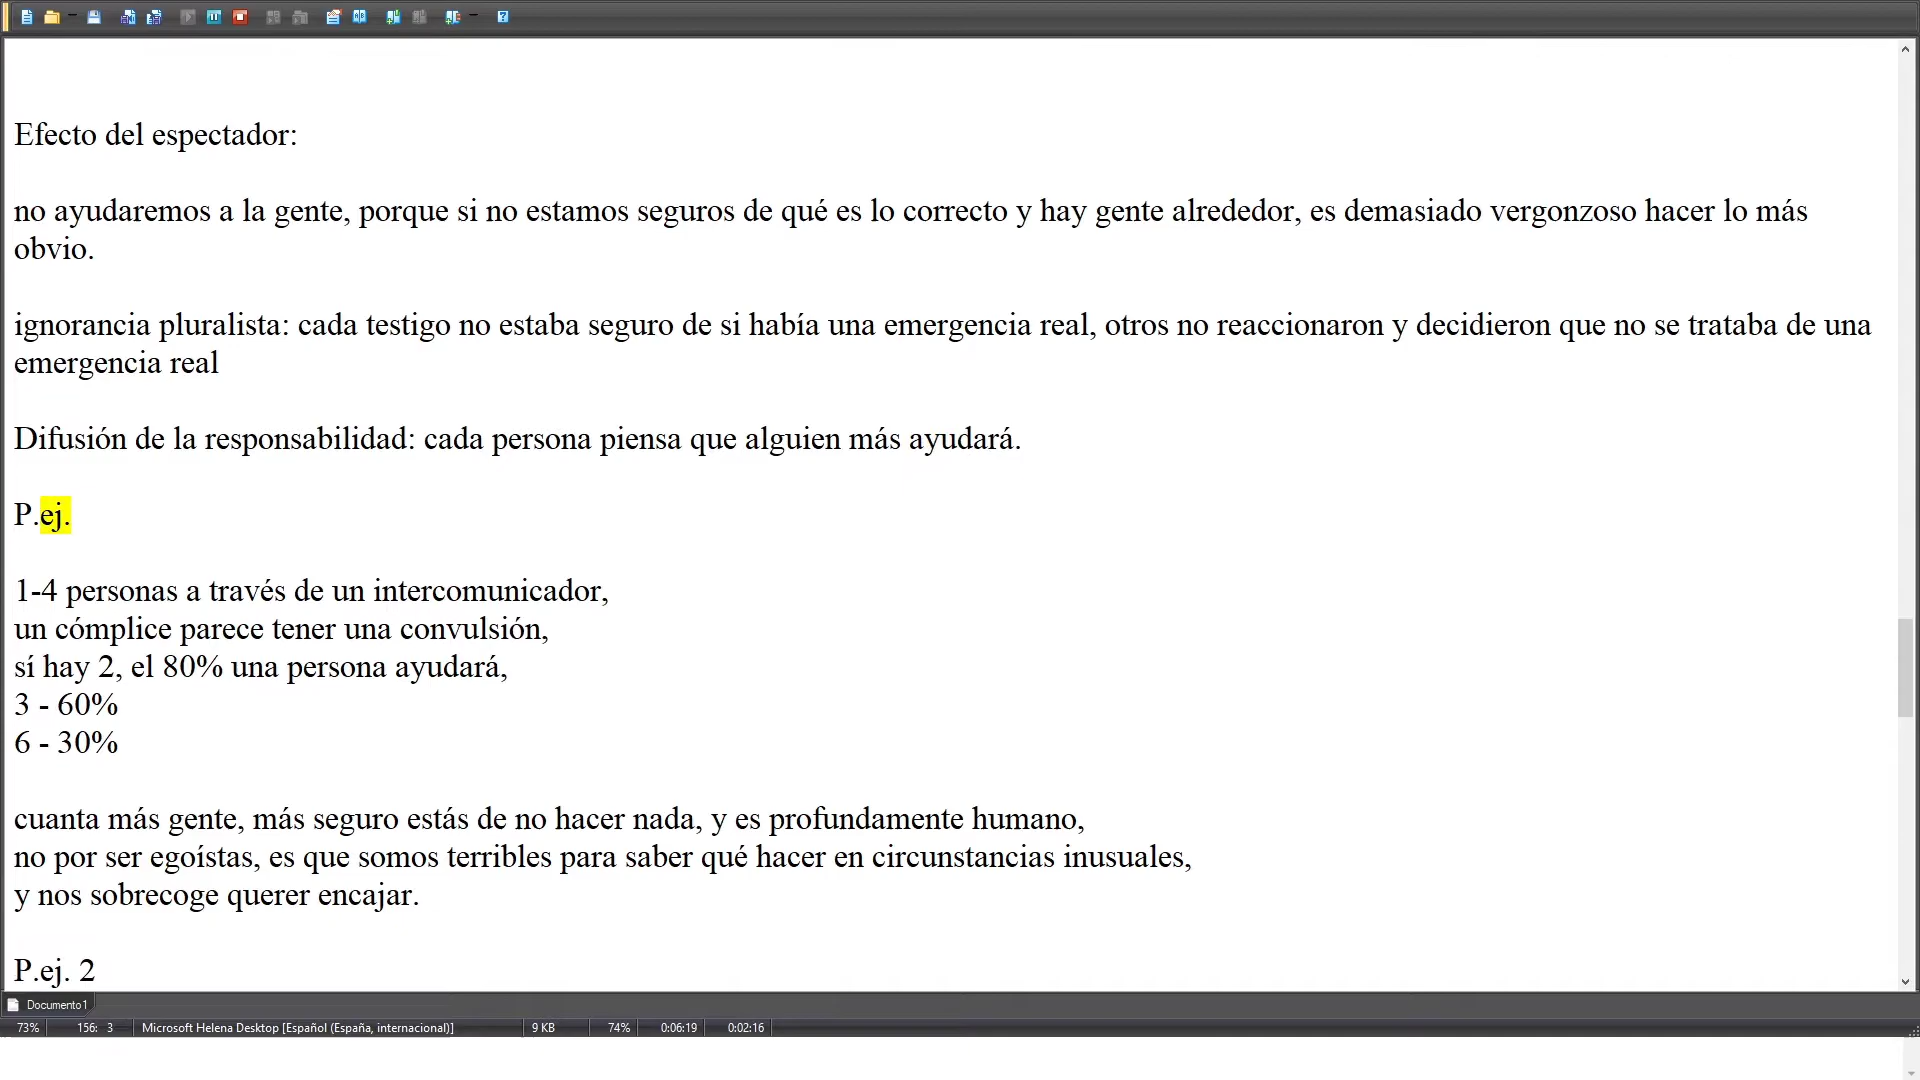 Efecto del espectador:
no ayudaremos a la gente, porque si no estamos seguros de qué es lo correcto y hay gente alrededor, es demasiado vergonzoso hacer lo más
obvio.
ignorancia pluralista: cada testigo no estaba seguro de si había una emergencia real, otros no reaccionaron y decidieron que no se trataba de una
emergencia real
Difusión de la responsabilidad: cada persona piensa que alguien más ayudará.
P.ej.
1-4 personas a través de un intercomunicador,
un cómplice parece tener una convulsión,
sí hay 2, el 80% una persona ayudará,
3 - 60%
6 - 30%
cuanta más gente, más seguro estás de no hacer nada, y es profundamente humano,
no por ser egoístas, es que somos terribles para saber qué hacer en circunstancias inusuales,
y nos sobrecoge querer encajar.
P.ej. 2
Documento1
73% 156: 3 Microsoft Helena Desktop [Español (España, internacional)] 9 KB 74% 0:06:19 0:02:16